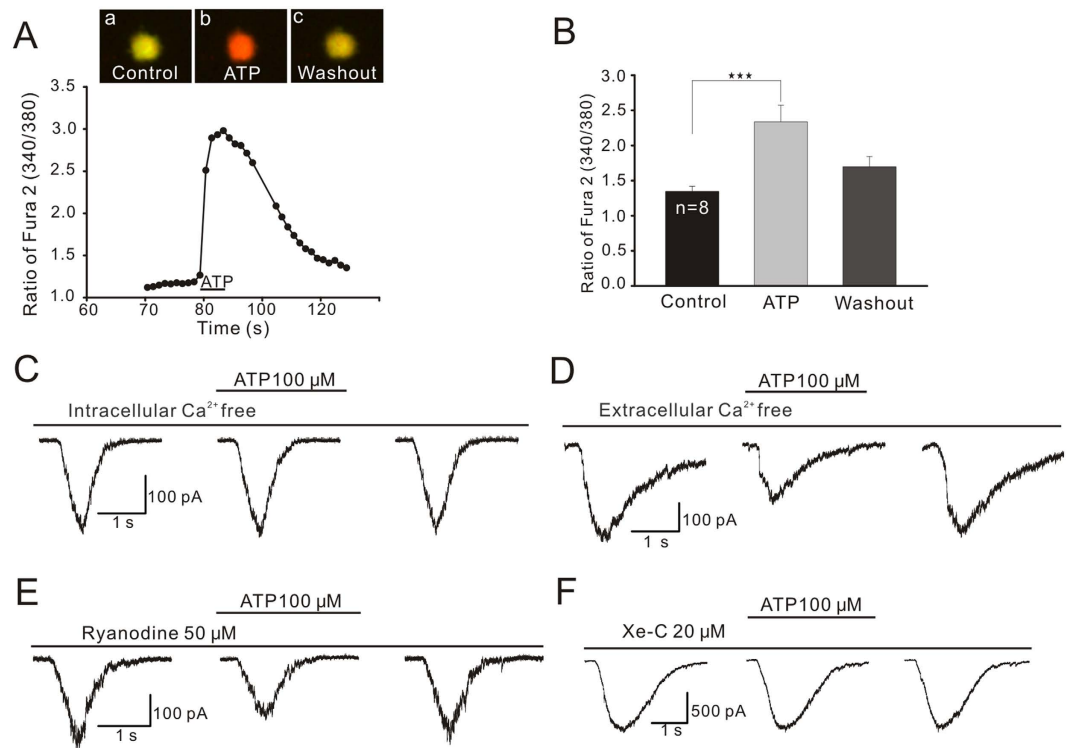 A
a
b
c
Control
ATP
Washout
3.5
3.0
2.5
2.0
1.5
1.0
Ratio of Fura 2 (340/380)
ATP
60
70
80
100
120
Time (s)
B
3.0
2.5
2.0
1.5
1.0
0.5
0.0
Ratio of Fura 2 (340/380)
★★★
n=8
Control
ATP
Washout
C
ATP100 μM
Intracellular Ca²⁺ free
100 pA
1 s
D
ATP100 μM
Extracellular Ca²⁺ free
100 pA
1 s
E
ATP100 μM
Ryanodine 50 μM
100 pA
1 s
F
ATP100 μM
Xe-C 20 μM
500 pA
1 s